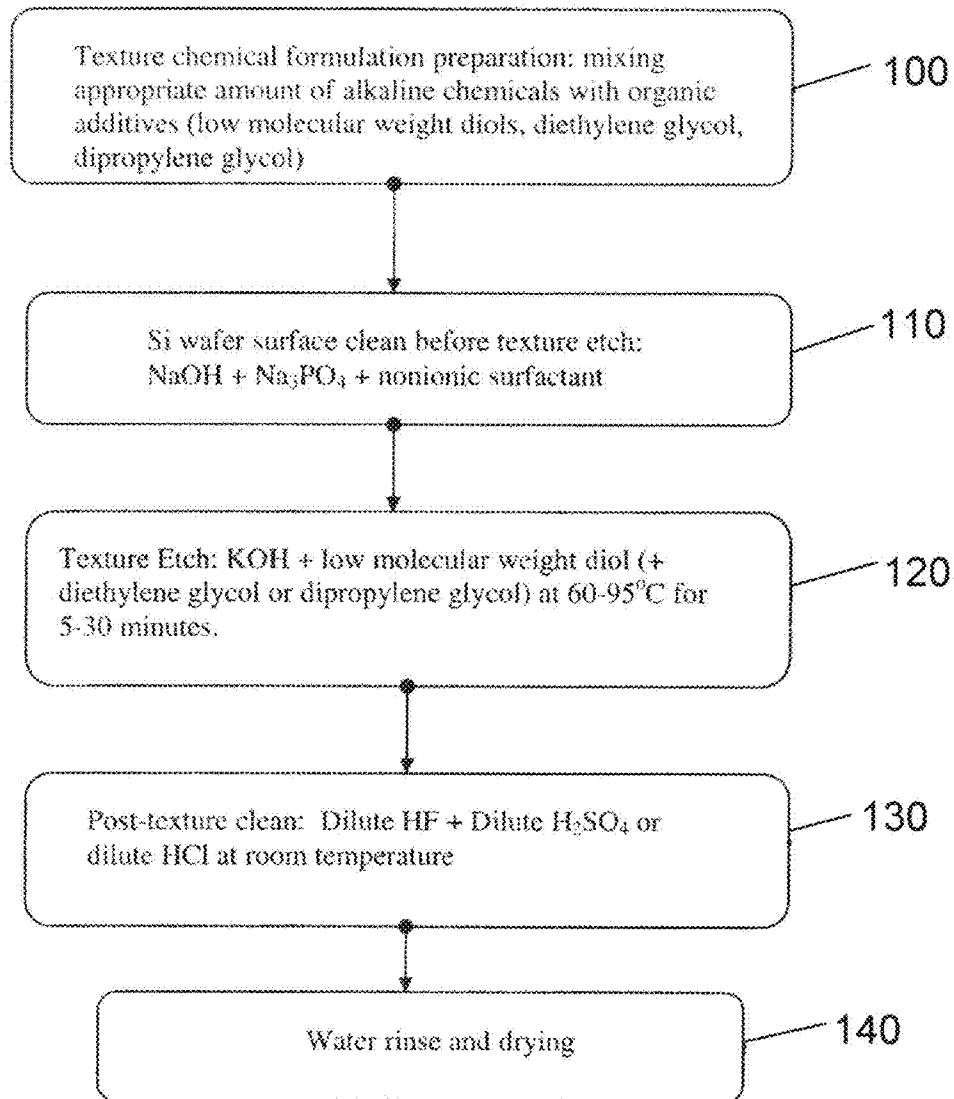 Texture chemical formulation preparation: mixing
appropriate amount of alkaline chemicals with organic
additives (low molecular weight diols, diethylene glycol,
dipropylene glycol)
100
Si wafer surface clean before texture etch:
NaOH + Na₃PO₄ + nonionic surfactant
110
Texture Etch: KOH + low molecular weight diol (+
diethylene glycol or dipropylene glycol) at 60-95°C for
5-30 minutes.
120
Post-texture clean: Dilute HF + Dilute H₂SO₄ or
dilute HCl at room temperature
130
Water rinse and drying
140